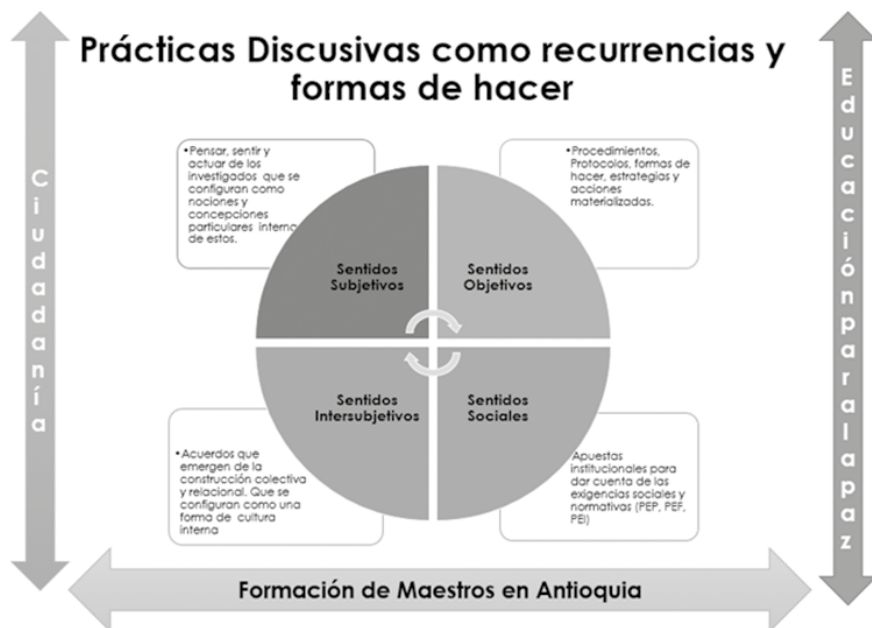 Prácticas Discusivas como recurrencias y
formas de hacer
Ciudadanía
•Pensar, sentir y
actuar de los
investigados que se
configuran como
nociones y
concepciones
particulares interna
de estos.
•Procedimientos,
Protocolos, formas de
hacer, estrategias y
acciones
materializadas.
Sentidos
Subjetivos
Sentidos
Objetivos
Sentidos
Intersubjetivos
Sentidos
Sociales
•Acuerdos que
emergen de la
construcción colectiva
y relacional. Que se
configuran como una
forma de cultura
interna
Apuestas
institucionales para
dar cuenta de las
exigencias sociales y
normativas (PEP, PEF,
PEI)
Educaciónparalapaz
Formación de Maestros en Antioquia